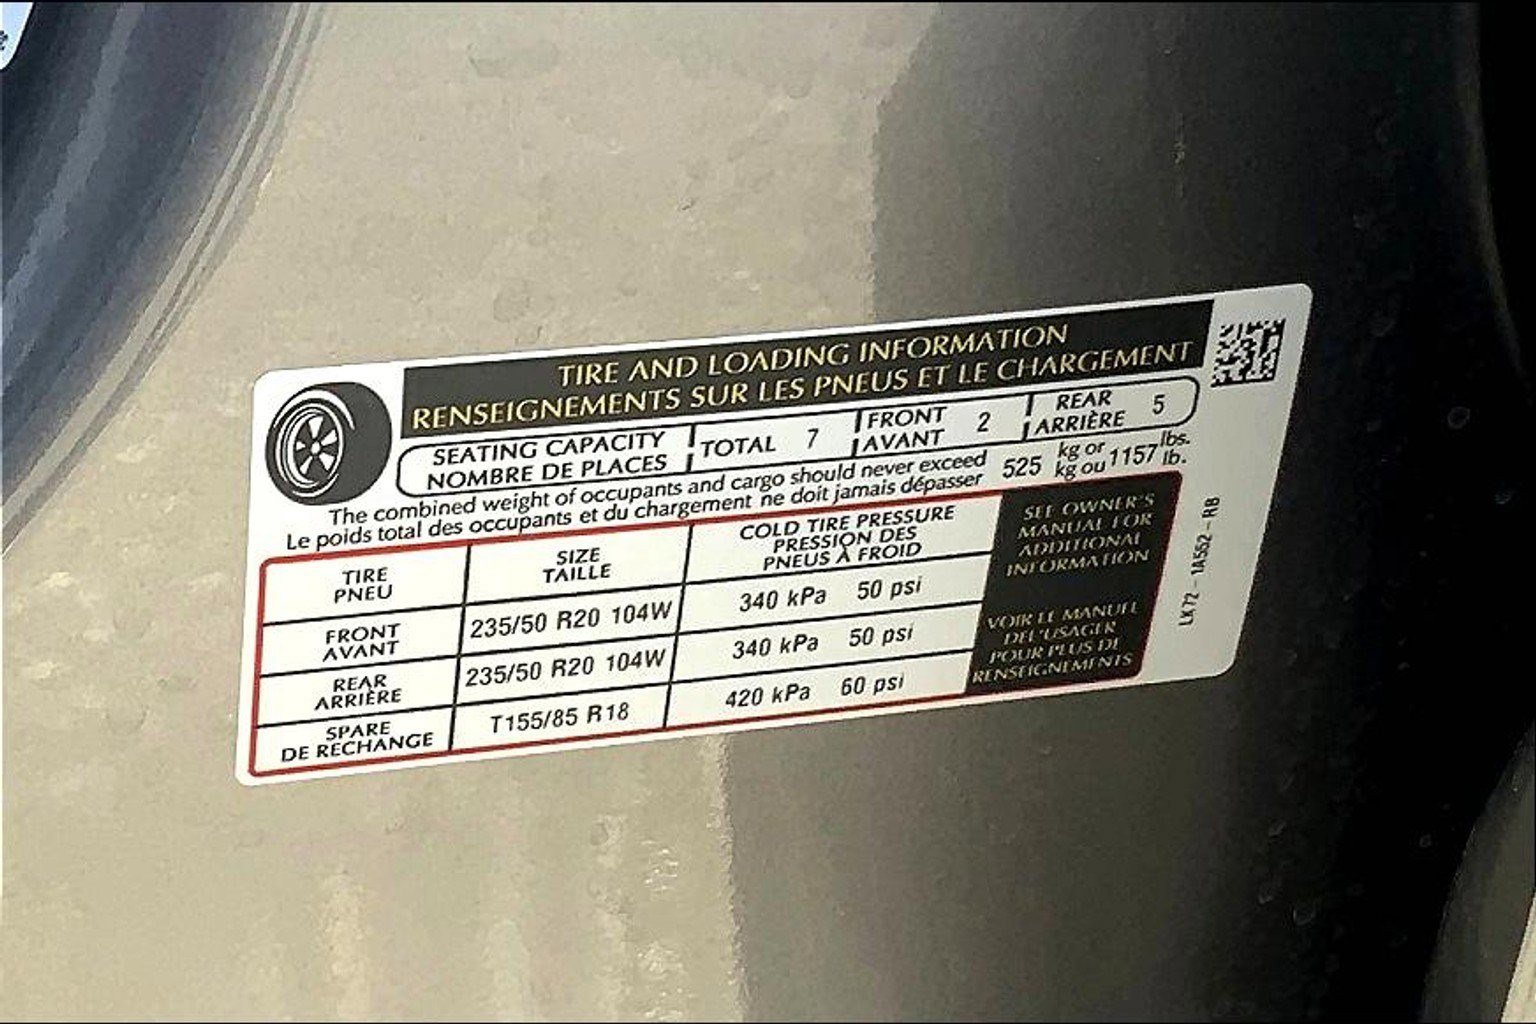 TIRE AND LOADING INFORMATION
RENSEIGNEMENTS SUR LES PNEUS ET LE CHARGEMENT
SEATING CAPACITY
NOMBRE DE PLACES
TOTAL 7
FRONT
AVANT 2
REAR
ARRIÈRE 5
The combined weight of occupants and cargo should never exceed 525 kg or 1157 lbs.
Le poids total des occupants et du chargement ne doit jamais dépasser kg ou lb.
TIRE
PNEU
SIZE
TAILLE
COLD TIRE PRESSURE
PRESSION DES
PNEUS À FROID
FRONT
AVANT
235/50 R20 104W
340 kPa 50 psi
REAR
ARRIÈRE
235/50 R20 104W
340 kPa 50 psi
SPARE
DE RECHANGE
T155/85 R18
420 kPa 60 psi
SEE OWNER'S
MANUAL FOR
ADDITIONAL
INFORMATION
VOIR LE MANUEL
DE L'USAGER
POUR PLUS DE
RENSEIGNEMENTS
LX72-1A552-RB